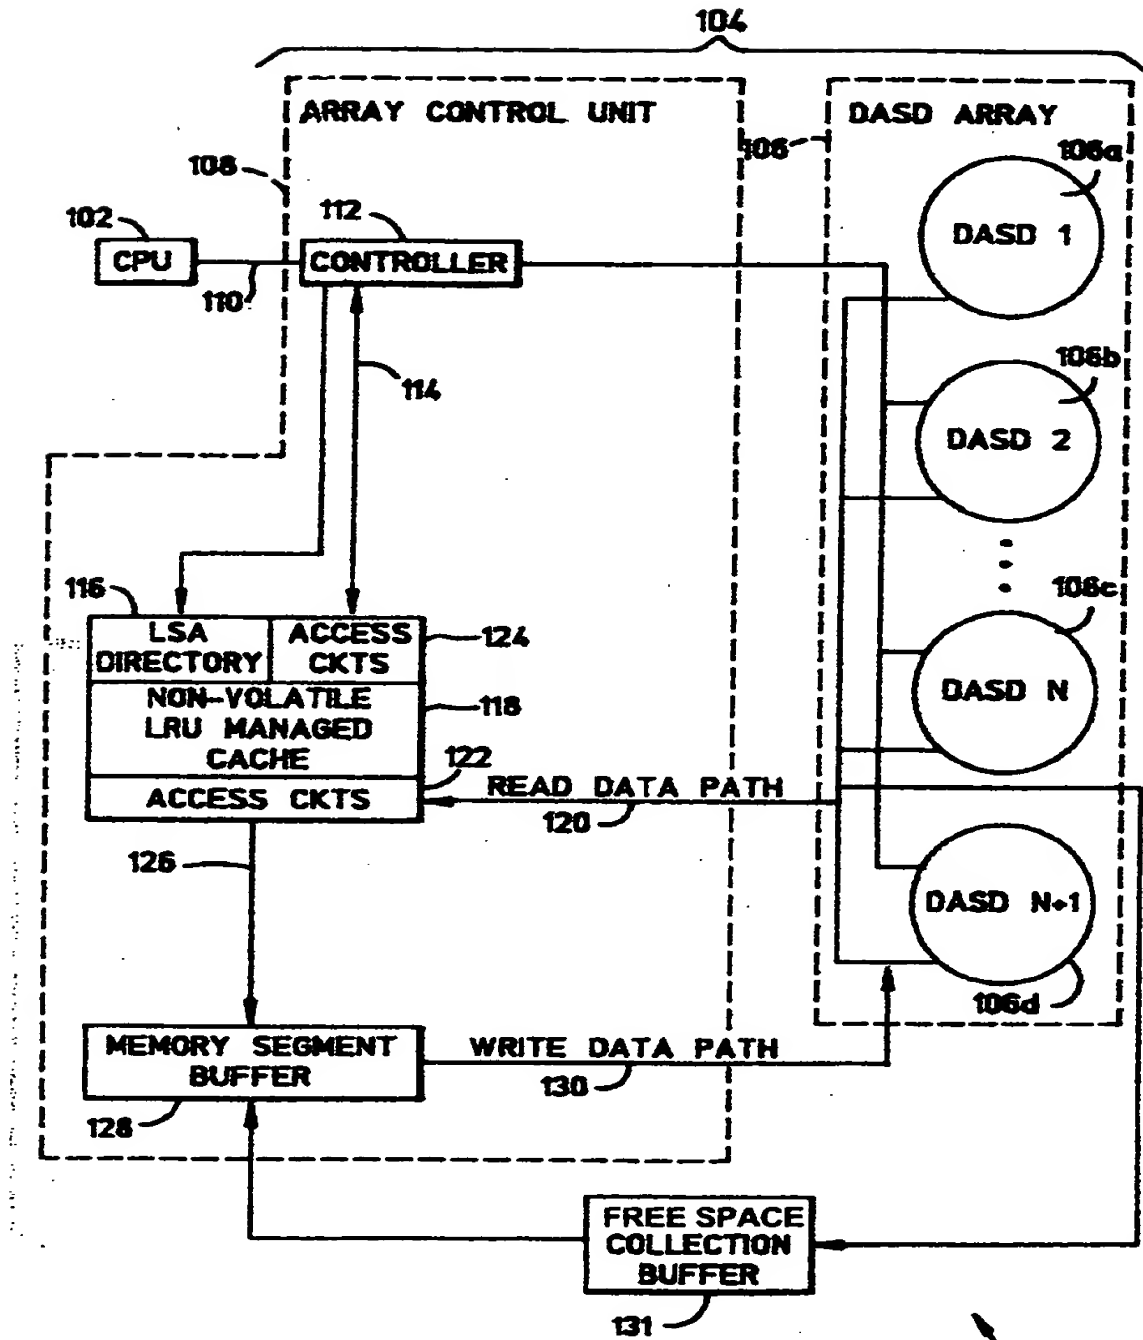 104
ARRAY CONTROL UNIT
DASD ARRAY
106
108
106a
DASD 1
102
112
CPU
CONTROLLER
110
114
106b
DASD 2
106c
DASD N
116
LSA DIRECTORY
ACCESS CKTS
124
NON-VOLATILE
LRU MANAGED
CACHE
118
122
ACCESS CKTS
READ DATA PATH
120
126
DASD N+1
106d
MEMORY SEGMENT
BUFFER
WRITE DATA PATH
130
128
FREE SPACE
COLLECTION
BUFFER
131